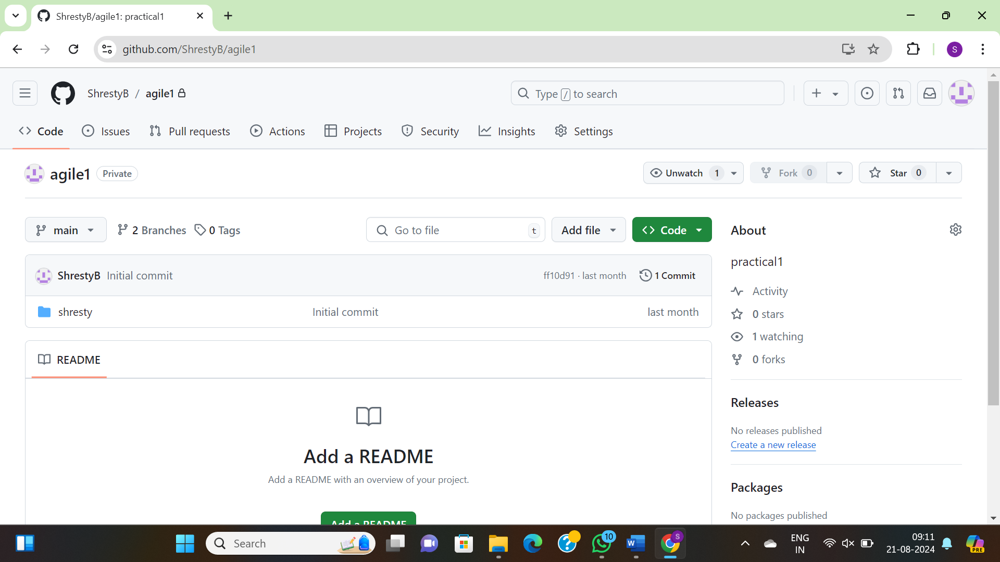 ShrestyB/agile1: practical1
github.com/ShrestyB/agile1
S
ShrestyB / agile1
Type / to search
Code Issues Pull requests Actions Projects Security Insights Settings
agile1 Private
Unwatch 1 Fork 0 Star 0
main 2 Branches 0 Tags
Go to file t Add file Code
ShrestyB Initial commit ff10d91 · last month 1 Commit
shresty Initial commit last month
README
Add a README
Add a README with an overview of your project.
Add a README
About
practical1
Activity
0 stars
1 watching
0 forks
Releases
No releases published
Create a new release
Packages
No packages published
Search
10
S
ENG
IN
09:11
21-08-2024
PRE